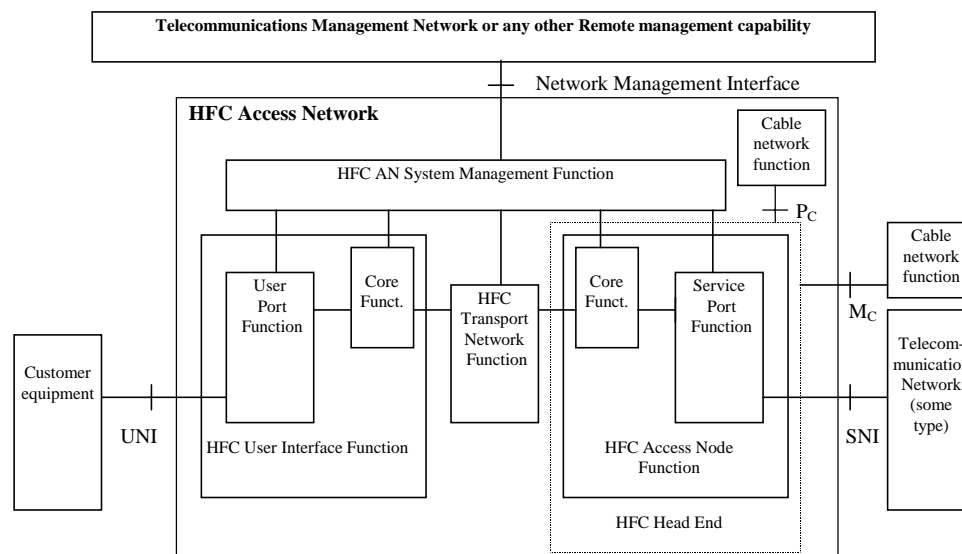 Telecommunications Management Network or any other Remote management capability
Network Management Interface
HFC Access Network
Cable
network
function
HFC AN System Management Function
P_C
Cable
network
function
User
Port
Function
Core
Funct.
HFC
Transport
Network
Function
Core
Funct.
Service
Port
Function
M_C
Customer
equipment
Telecom-
munication
Network
(some
type)
UNI
HFC User Interface Function
HFC Access Node
Function
SNI
HFC Head End